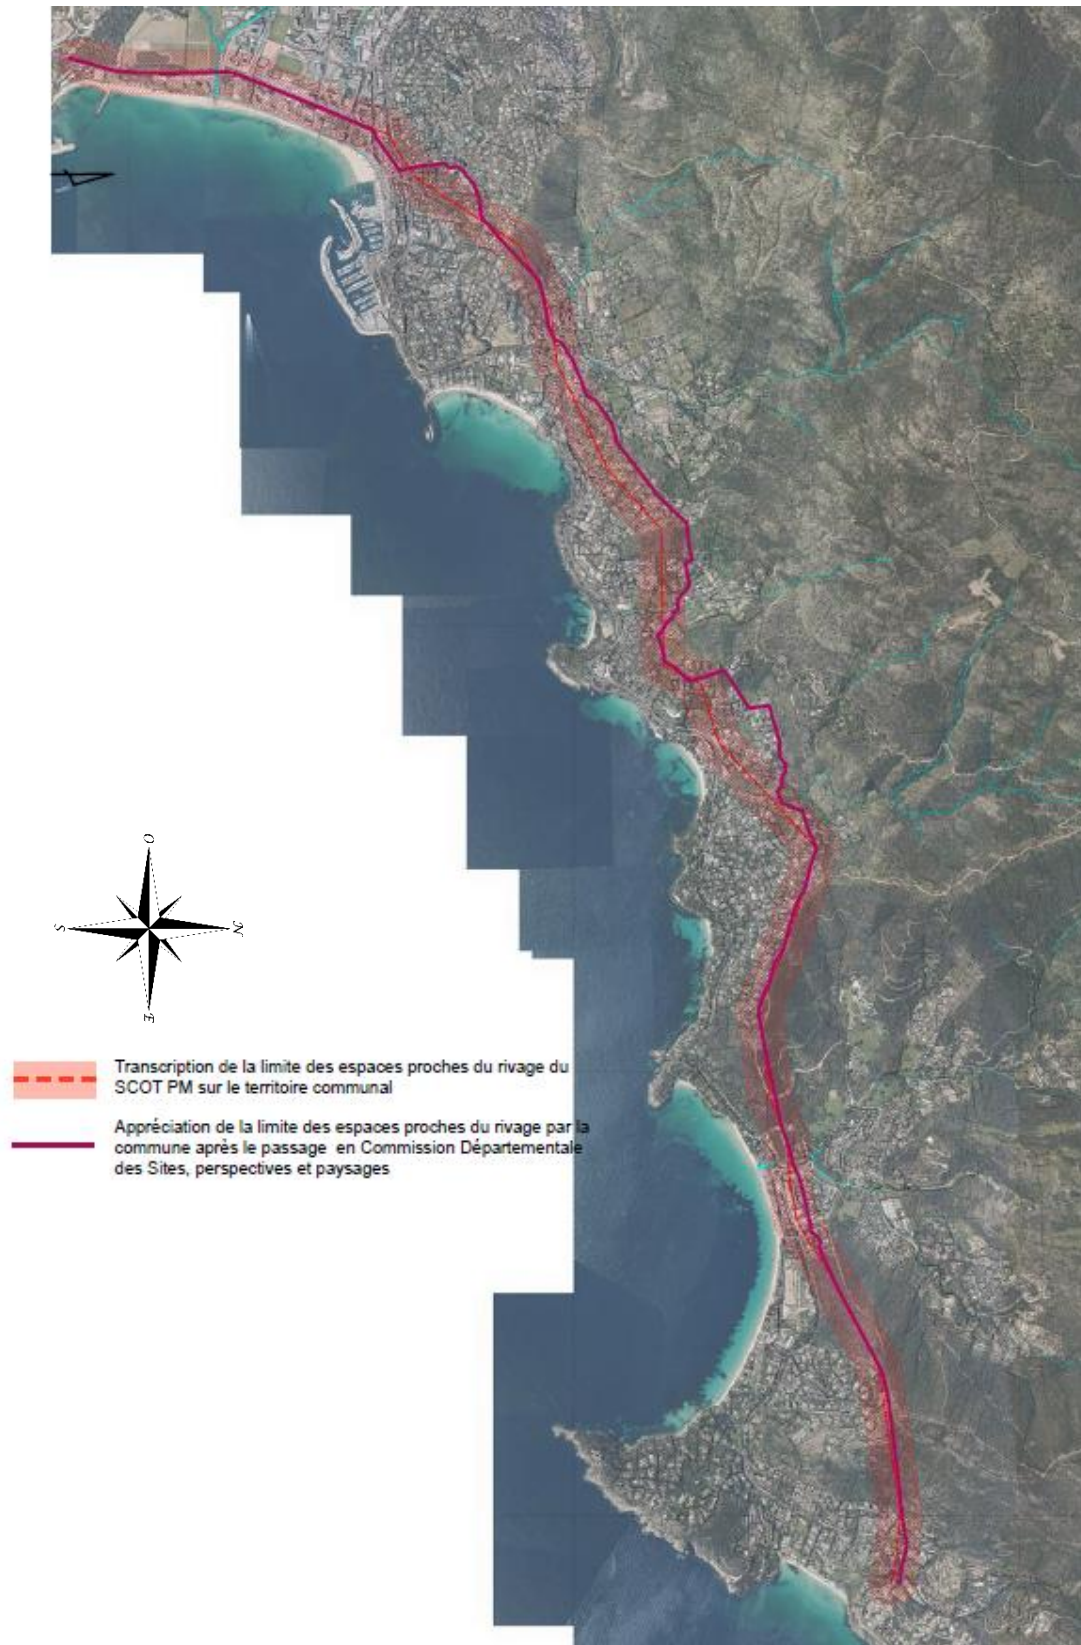 O
S
N
E
Transcription de la limite des espaces proches du rivage du
SCOT PM sur le territoire communal
Appréciation de la limite des espaces proches du rivage par la
commune après le passage en Commission Départementale
des Sites, perspectives et paysages